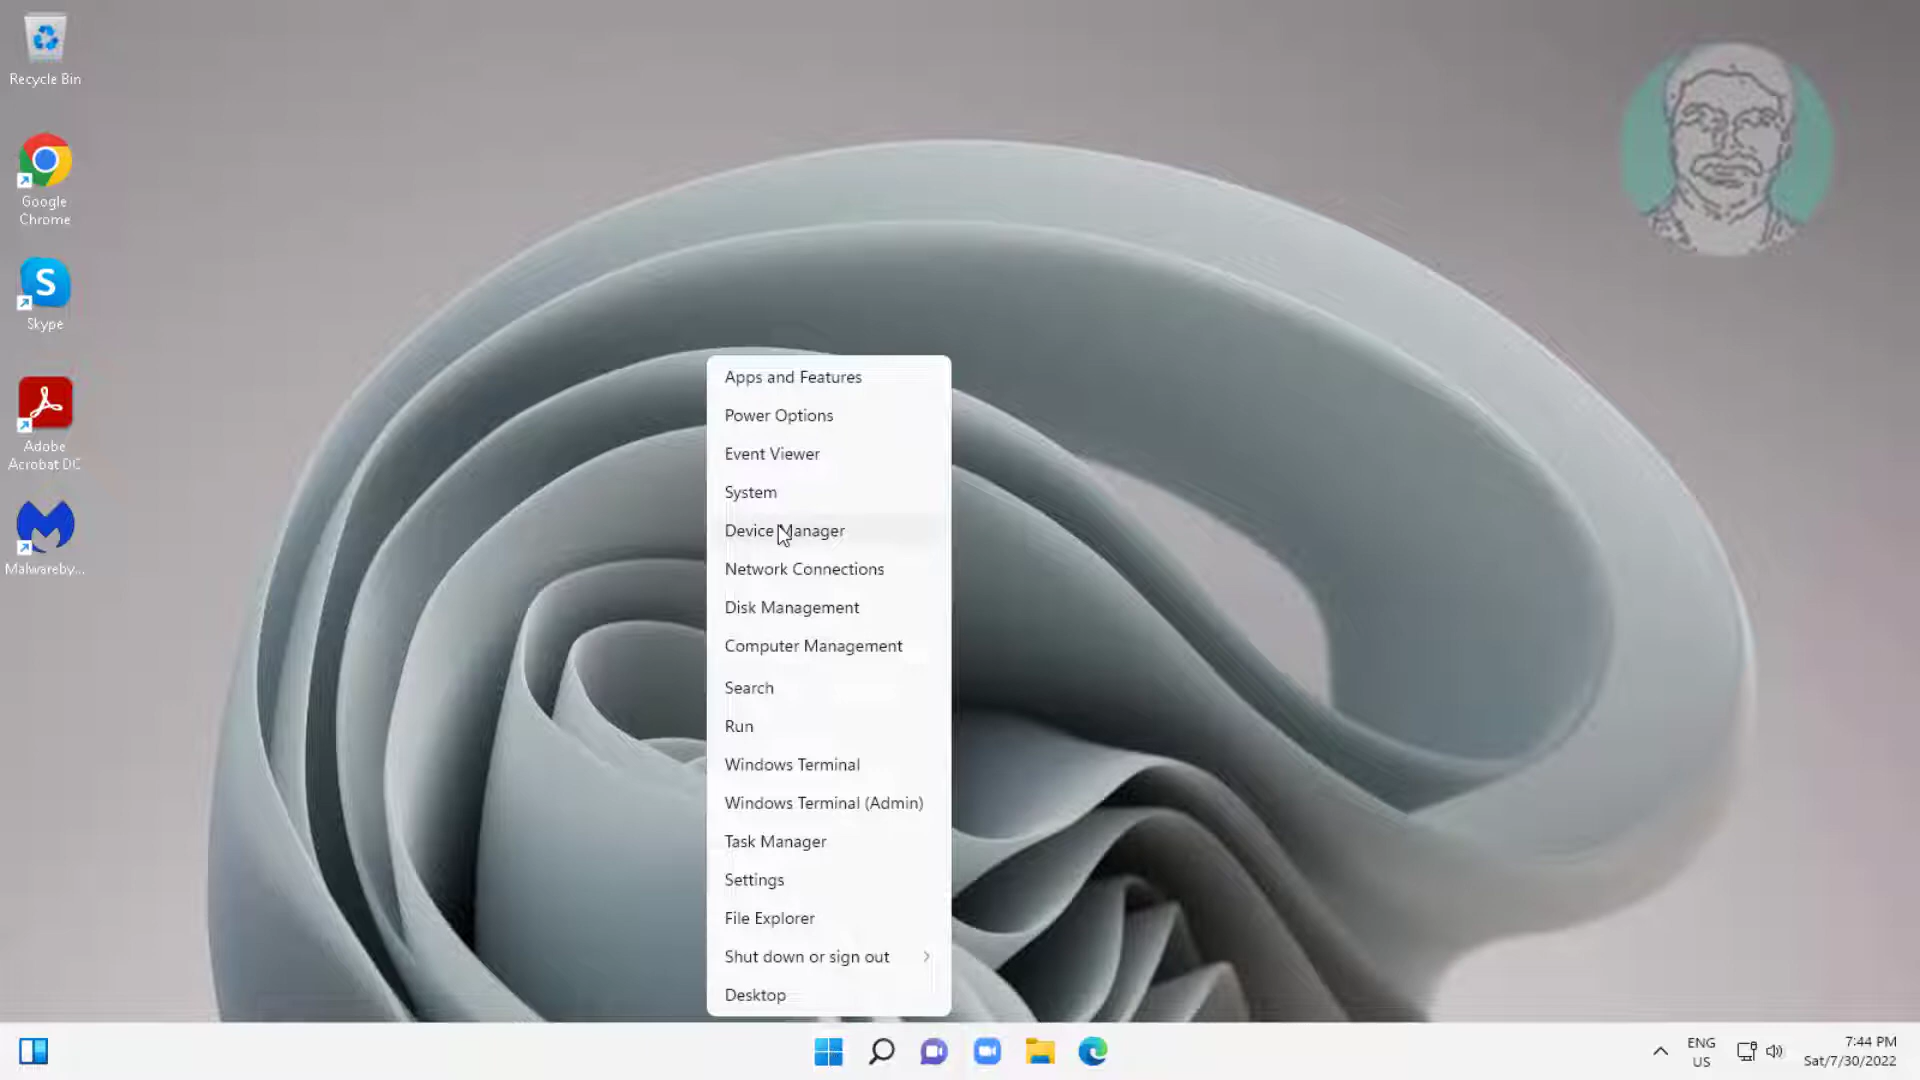 Recycle Bin
Google
Chrome
Skype
Adobe
Acrobat DC
Malwareby...
Apps and Features
Power Options
Event Viewer
System
Device Manager
Network Connections
Disk Management
Computer Management
Search
Run
Windows Terminal
Windows Terminal (Admin)
Task Manager
Settings
File Explorer
Shut down or sign out
Desktop
ENG
US
7:44 PM
Sat/7/30/2022